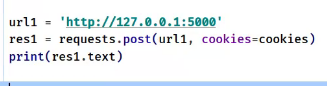 url1 = 'http://127.0.0.1:5000'
res1 = requests.post(url1, cookies=cookies)
print(res1.text)